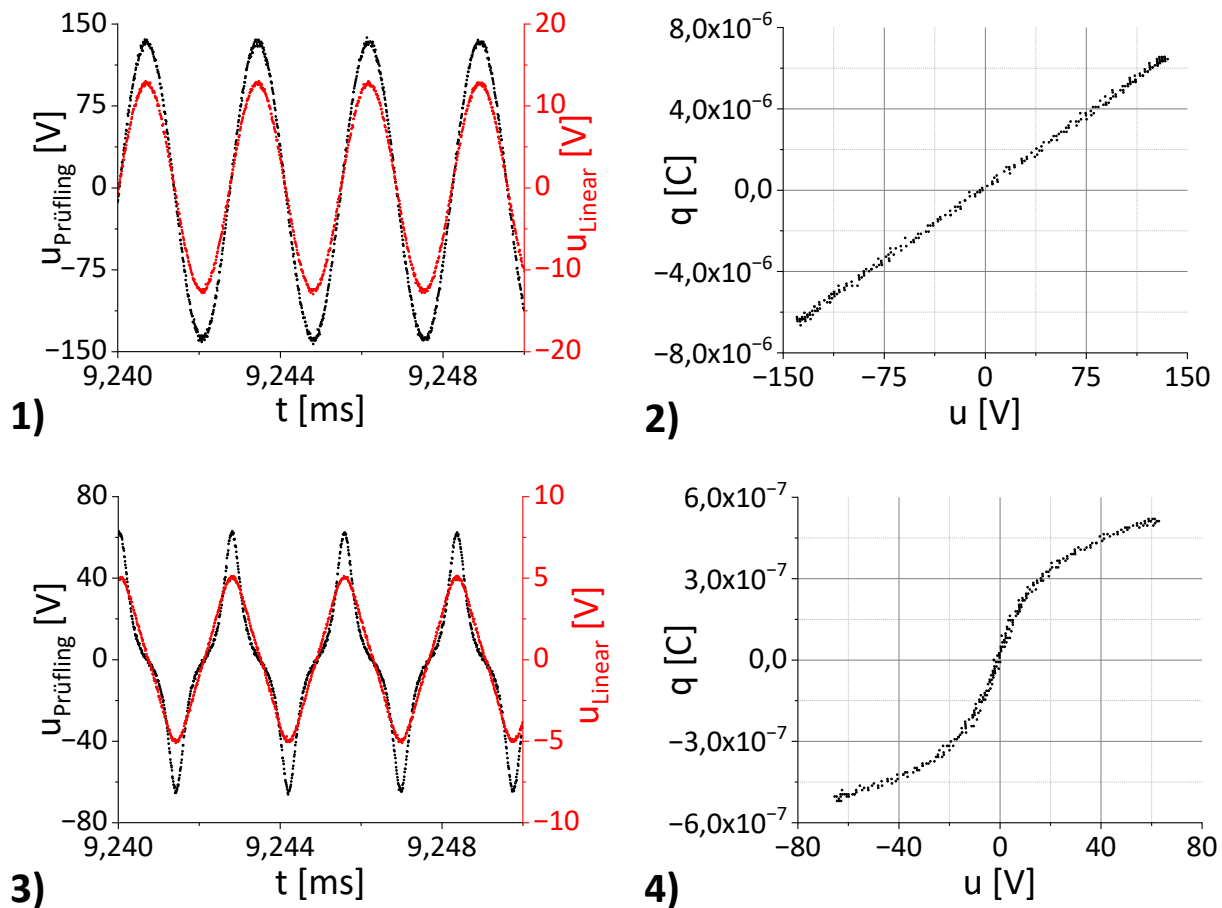 150
75
0
−75
−150
u_Prüfling [V]
20
10
0
−10
−20
u_Linear [V]
9,240
9,244
9,248
t [ms]
1)
8,0x10⁻⁶
4,0x10⁻⁶
0,0
−4,0x10⁻⁶
−8,0x10⁻⁶
q [C]
−150
−75
0
75
150
u [V]
2)
80
40
0
−40
−80
u_Prüfling [V]
10
5
0
−5
−10
u_Linear [V]
9,240
9,244
9,248
t [ms]
3)
6,0x10⁻⁷
3,0x10⁻⁷
0,0
−3,0x10⁻⁷
−6,0x10⁻⁷
q [C]
−80
−40
0
40
80
u [V]
4)